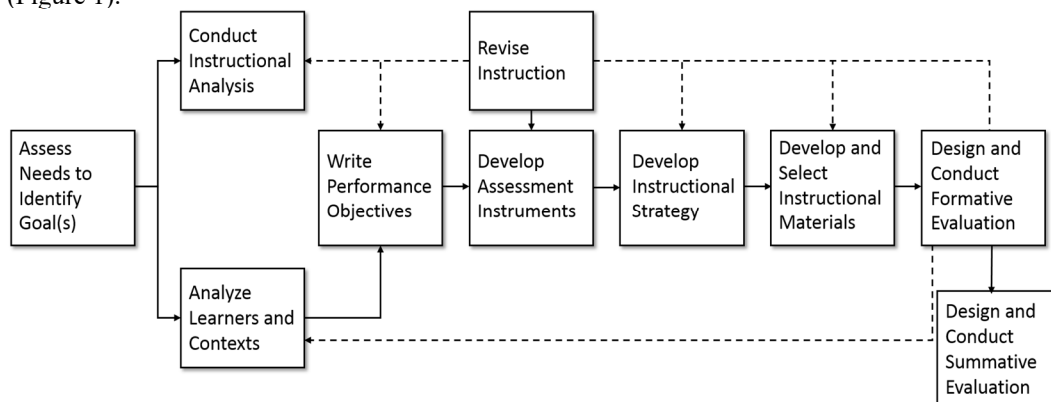 (Figure 1).
Conduct
Instructional
Analysis
Revise
Instruction
Assess
Needs to
Identify
Goal(s)
Write
Performance
Objectives
Develop
Assessment
Instruments
Develop
Instructional
Strategy
Develop and
Select
Instructional
Materials
Design and
Conduct
Formative
Evaluation
Analyze
Learners and
Contexts
Design and
Conduct
Summative
Evaluation